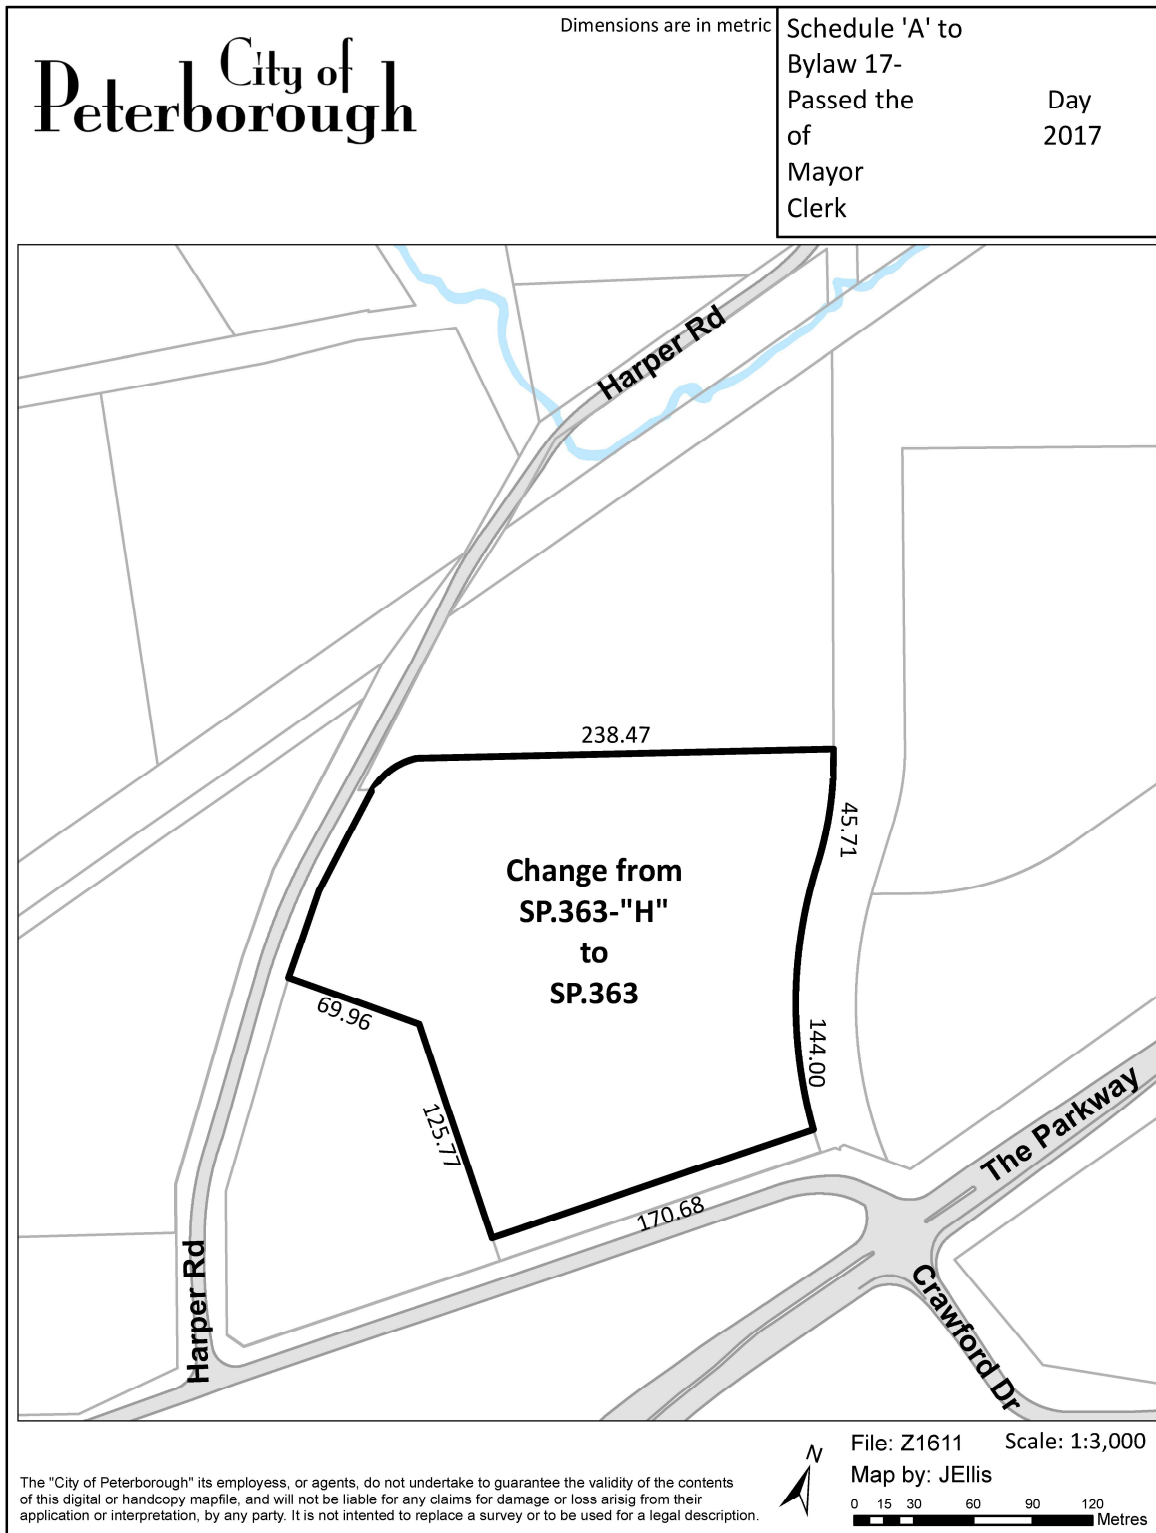 City of
Peterborough
Dimensions are in metric
Schedule 'A' to
Bylaw 17-
Passed the Day
of 2017
Mayor
Clerk
Harper Rd
238.47
45.71
Change from
SP.363-"H"
to
SP.363
69.96
144.00
125.77
170.68
The Parkway
Harper Rd
Crawford Dr
N
File: Z1611 Scale: 1:3,000
Map by: JEllis
0 15 30 60 90 120
Metres
The "City of Peterborough" its employess, or agents, do not undertake to guarantee the validity of the contents
of this digital or handcopy mapfile, and will not be liable for any claims for damage or loss arisig from their
application or interpretation, by any party. It is not intended to replace a survey or to be used for a legal description.